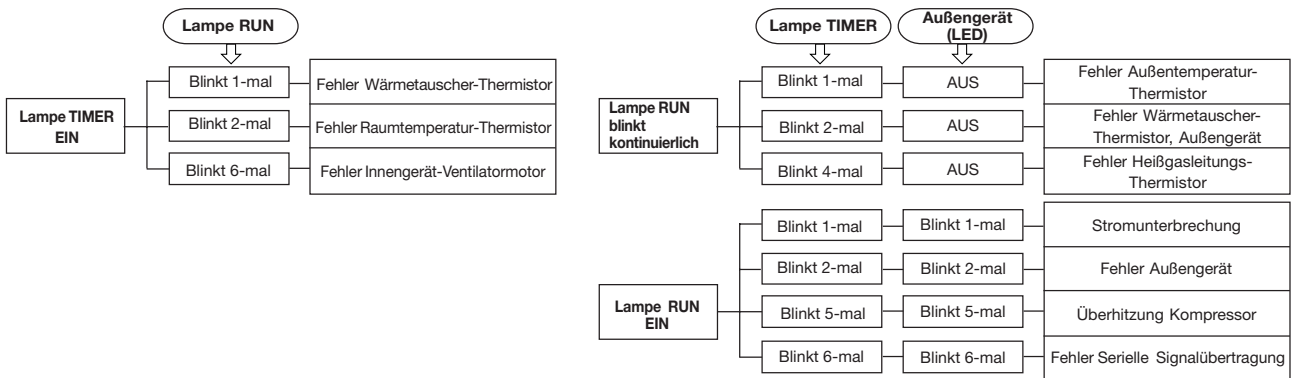 Lampe RUN
Lampe TIMER
EIN
Blinkt 1-mal
Fehler Wärmetauscher-Thermistor
Blinkt 2-mal
Fehler Raumtemperatur-Thermistor
Blinkt 6-mal
Fehler Innengerät-Ventilatormotor
Lampe TIMER
Außengerät
(LED)
Lampe RUN
blinkt
kontinuierlich
Blinkt 1-mal
AUS
Fehler Außentemperatur-
Thermistor
Blinkt 2-mal
AUS
Fehler Wärmetauscher-
Thermistor, Außengerät
Blinkt 4-mal
AUS
Fehler Heißgasleitungs-
Thermistor
Lampe RUN
EIN
Blinkt 1-mal
Blinkt 1-mal
Stromunterbrechung
Blinkt 2-mal
Blinkt 2-mal
Fehler Außengerät
Blinkt 5-mal
Blinkt 5-mal
Überhitzung Kompressor
Blinkt 6-mal
Blinkt 6-mal
Fehler Serielle Signalübertragung